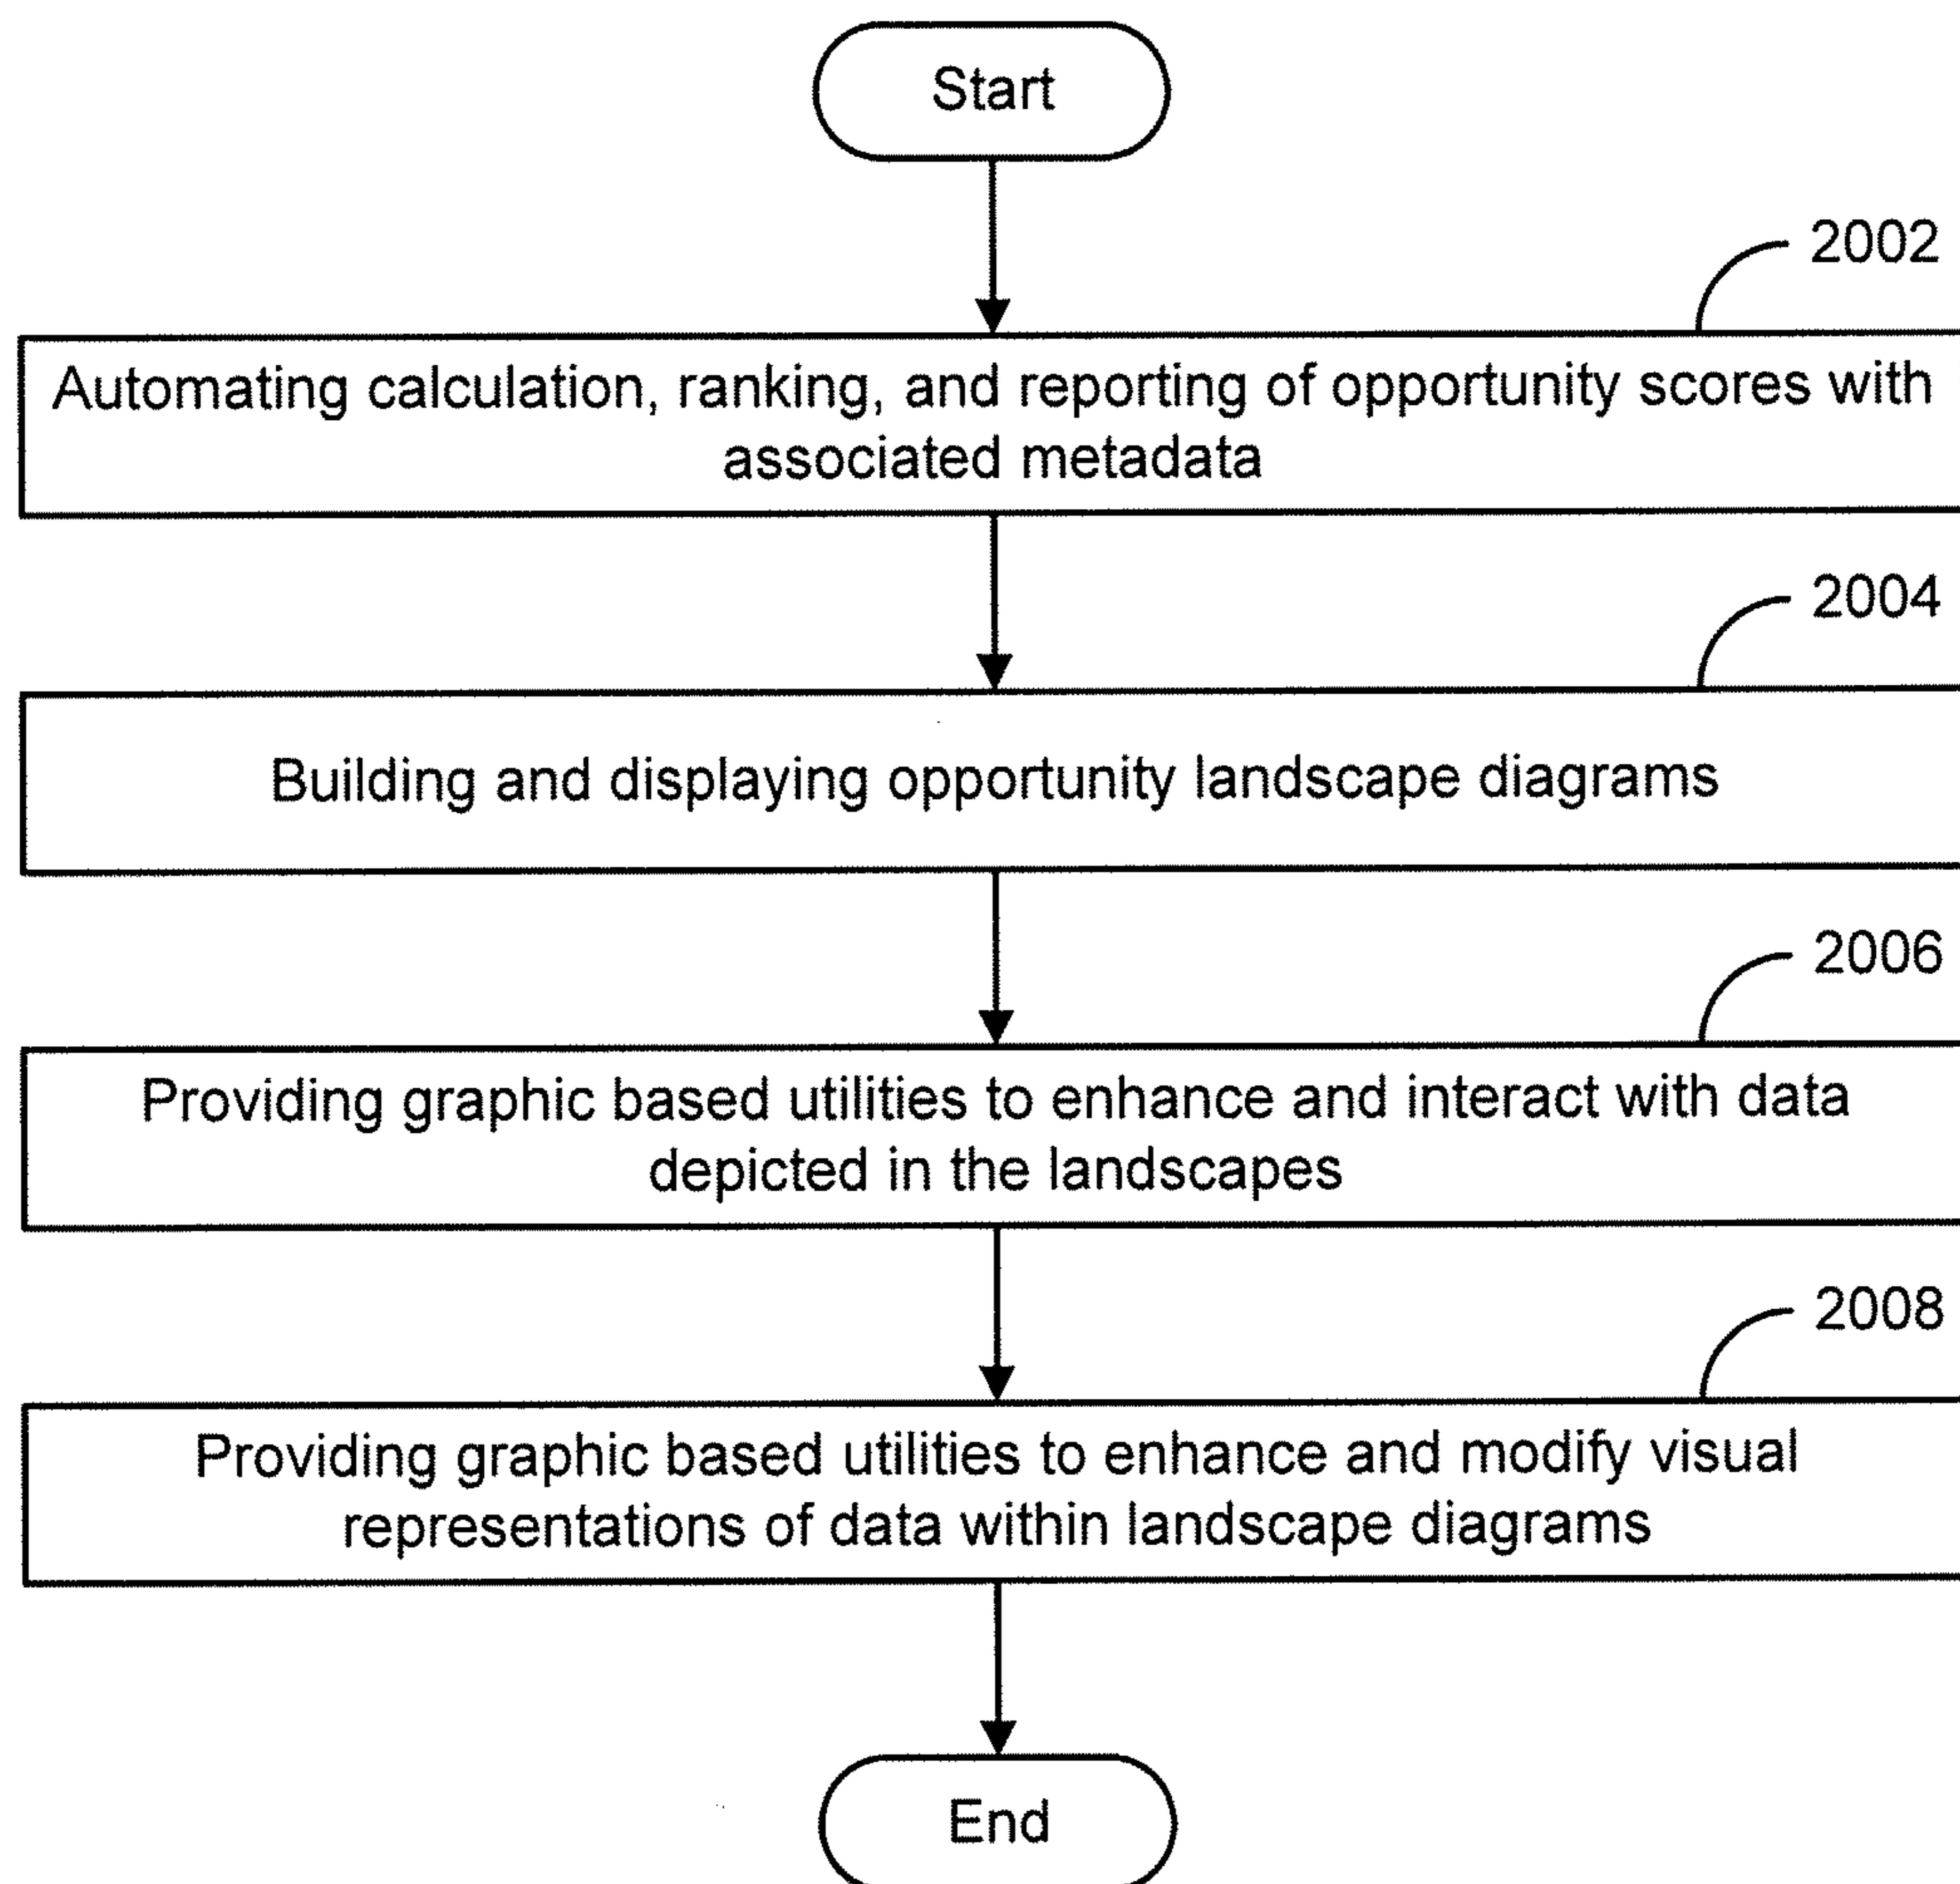 Start
2002
Automating calculation, ranking, and reporting of opportunity scores with
associated metadata
2004
Building and displaying opportunity landscape diagrams
2006
Providing graphic based utilities to enhance and interact with data
depicted in the landscapes
2008
Providing graphic based utilities to enhance and modify visual
representations of data within landscape diagrams
End